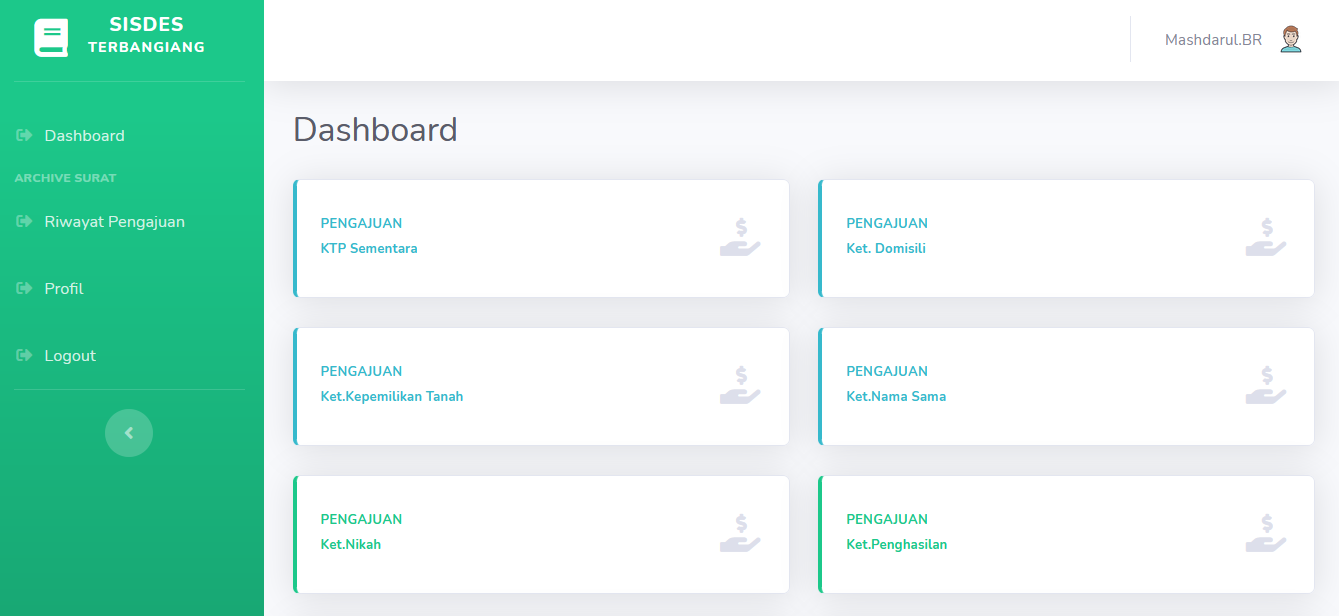 SISDES
TERBANGIANG
Dashboard
ARCHIVE SURAT
Riwayat Pengajuan
Profil
Logout
Mashdarul.BR
Dashboard
PENGAJUAN
KTP Sementara
PENGAJUAN
Ket. Domisili
PENGAJUAN
Ket.Kepemilikan Tanah
PENGAJUAN
Ket.Nama Sama
PENGAJUAN
Ket.Nikah
PENGAJUAN
Ket.Penghasilan